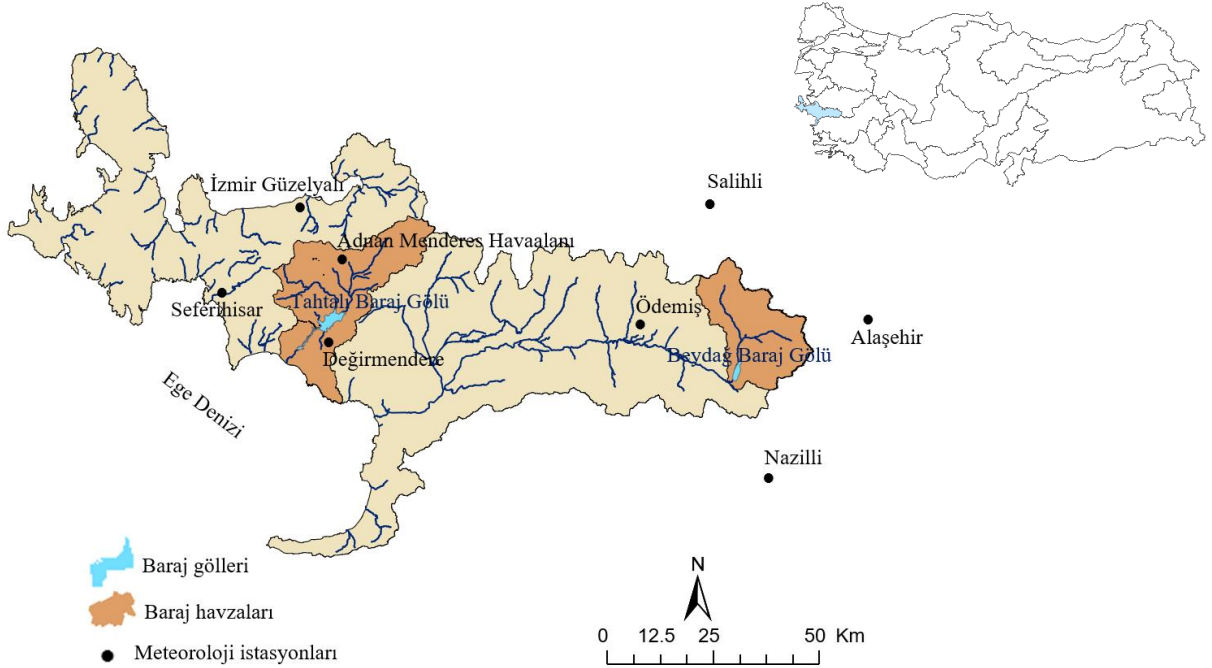 Salihli
İzmir Güzelyalı
Adnan Menderes Havaalanı
Seferihisar
Tahtalı Baraj Gölü
Ödemiş
Alaşehir
Değirmendere
Beydağ Baraj Gölü
Ege Denizi
Nazilli
Baraj gölleri
Baraj havzaları
Meteoroloji istasyonları
N
0 12.5 25 50 Km